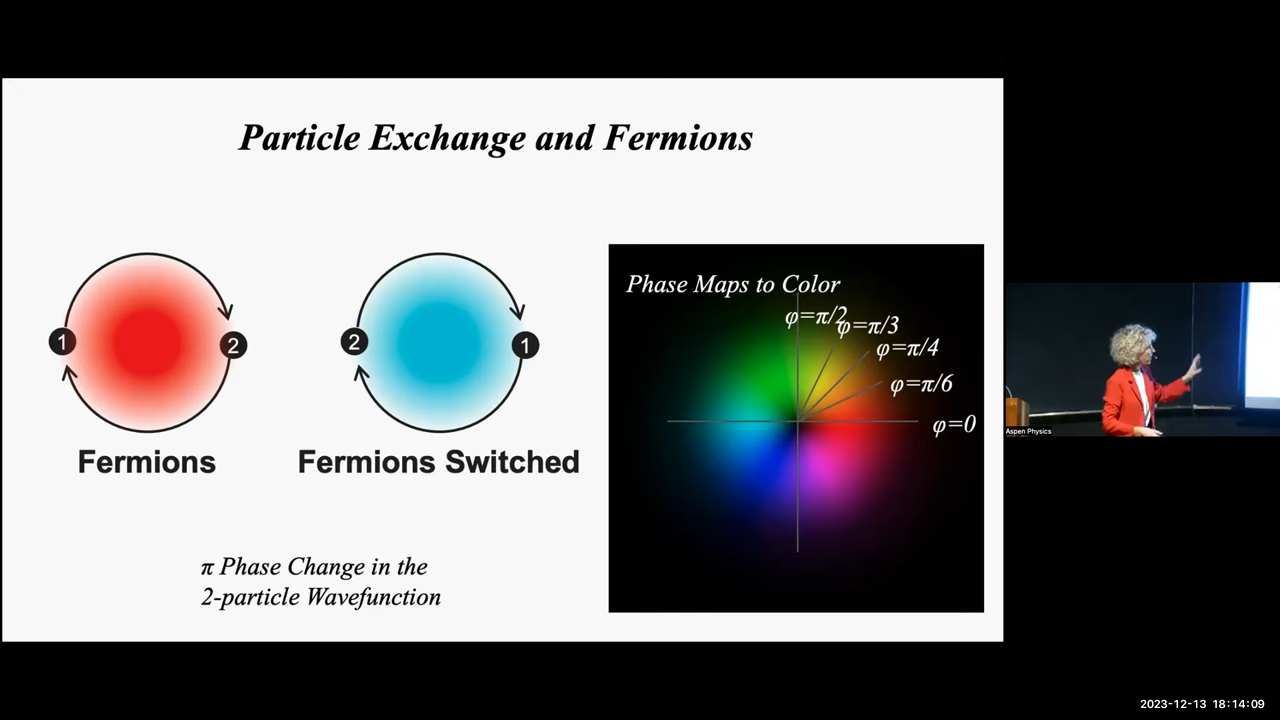 Particle Exchange and Fermions
1
2
Fermions
2
1
Fermions Switched
π Phase Change in the
2-particle Wavefunction
Phase Maps to Color
φ=π/2
φ=π/3
φ=π/4
φ=π/6
φ=0
Aspen Physics
2023-12-13 18:14:09